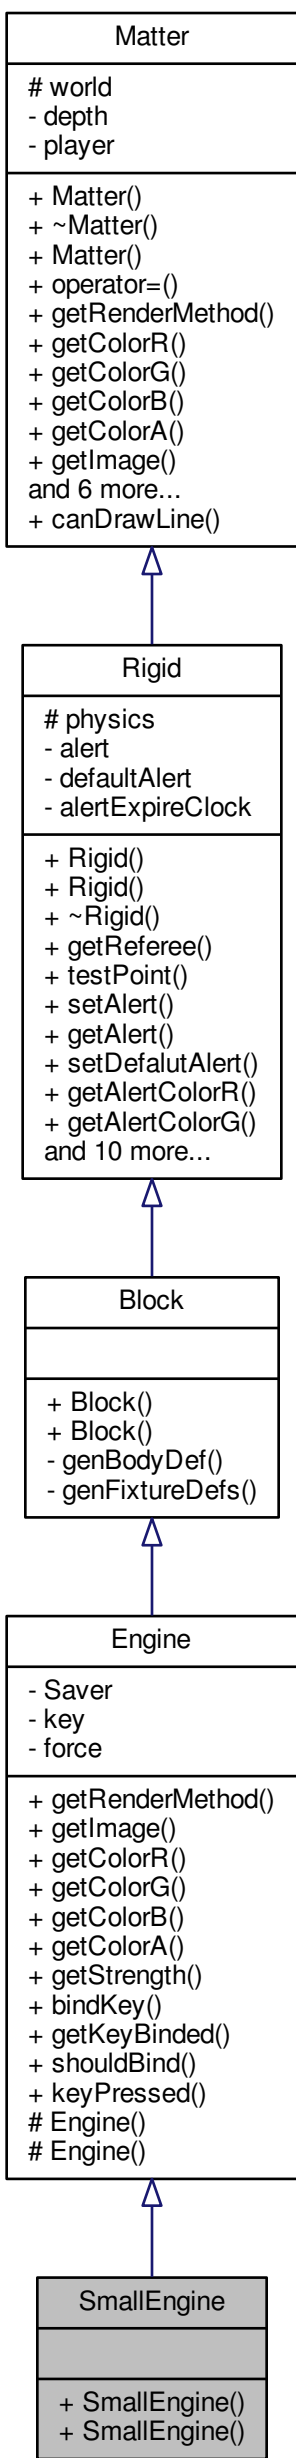 Matter
# world
- depth
- player
+ Matter()
+ ~Matter()
+ Matter()
+ operator=()
+ getRenderMethod()
+ getColorR()
+ getColorG()
+ getColorB()
+ getColorA()
+ getImage()
and 6 more...
+ canDrawLine()
Rigid
# physics
- alert
- defaultAlert
- alertExpireClock
+ Rigid()
+ Rigid()
+ ~Rigid()
+ getReferee()
+ testPoint()
+ setAlert()
+ getAlert()
+ setDefalutAlert()
+ getAlertColorR()
+ getAlertColorG()
and 10 more...
Block
+ Block()
+ Block()
- genBodyDef()
- genFixtureDefs()
Engine
- Saver
- key
- force
+ getRenderMethod()
+ getImage()
+ getColorR()
+ getColorG()
+ getColorB()
+ getColorA()
+ getStrength()
+ bindKey()
+ getKeyBinded()
+ shouldBind()
+ keyPressed()
# Engine()
# Engine()
SmallEngine
+ SmallEngine()
+ SmallEngine()